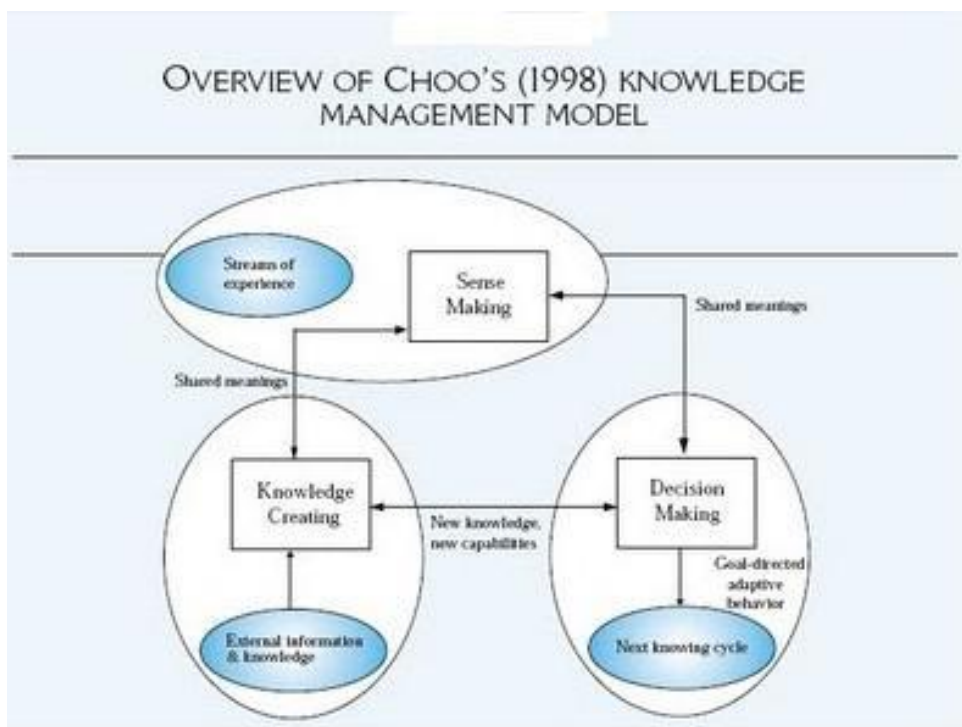 OVERVIEW OF CHOO'S (1998) KNOWLEDGE
MANAGEMENT MODEL
Streams of
experience
Sense
Making
Shared meanings
Shared meanings
Knowledge
Creating
New knowledge,
new capabilities
Decision
Making
Goal-directed
adaptive
behavior
External information
& knowledge
Next knowing cycle